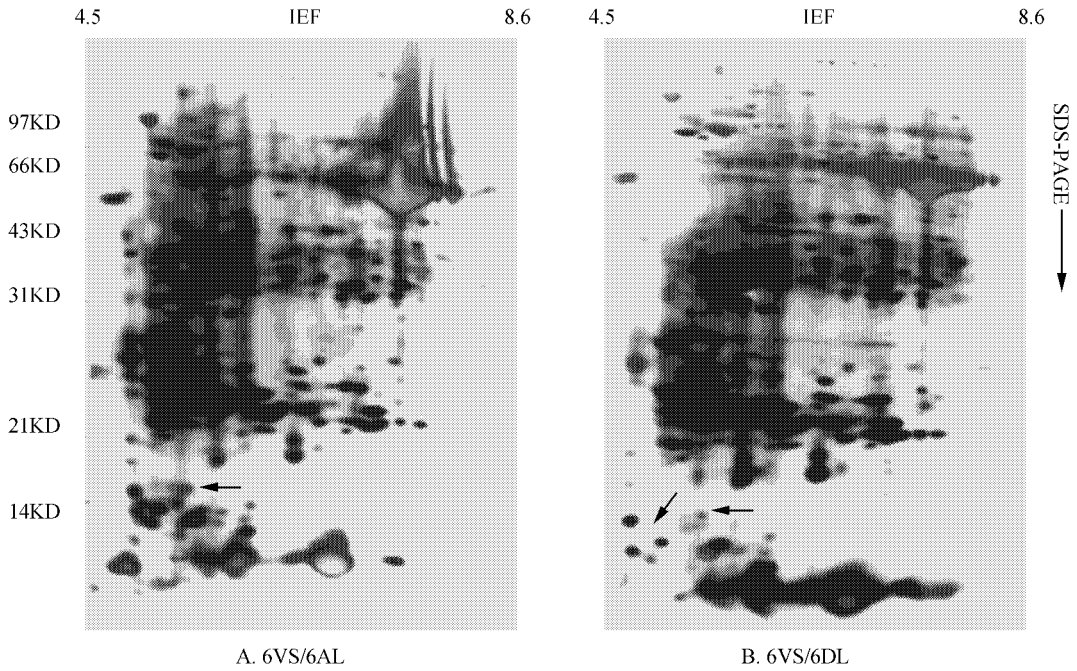 4.5 IEF 8.6 4.5 IEF 8.6
97KD
66KD
43KD
31KD
21KD
14KD
SDS-PAGE
A. 6VS/6AL B. 6VS/6DL